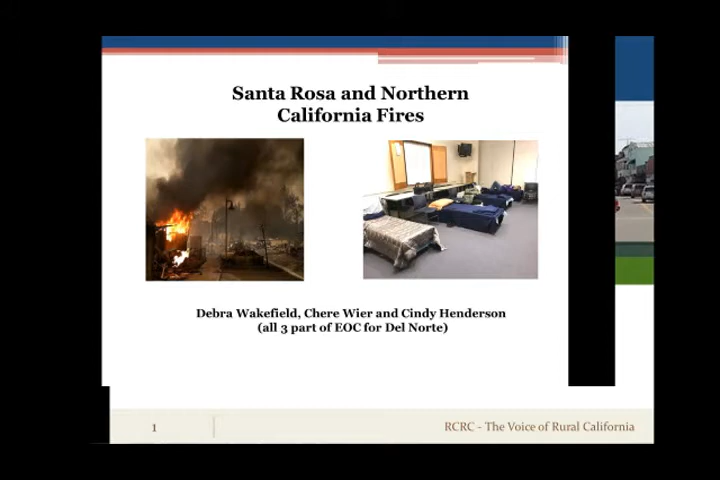 Santa Rosa and Northern
California Fires
Debra Wakefield, Chere Wier and Cindy Henderson
(all 3 part of EOC for Del Norte)
1
RCRC - The Voice of Rural California